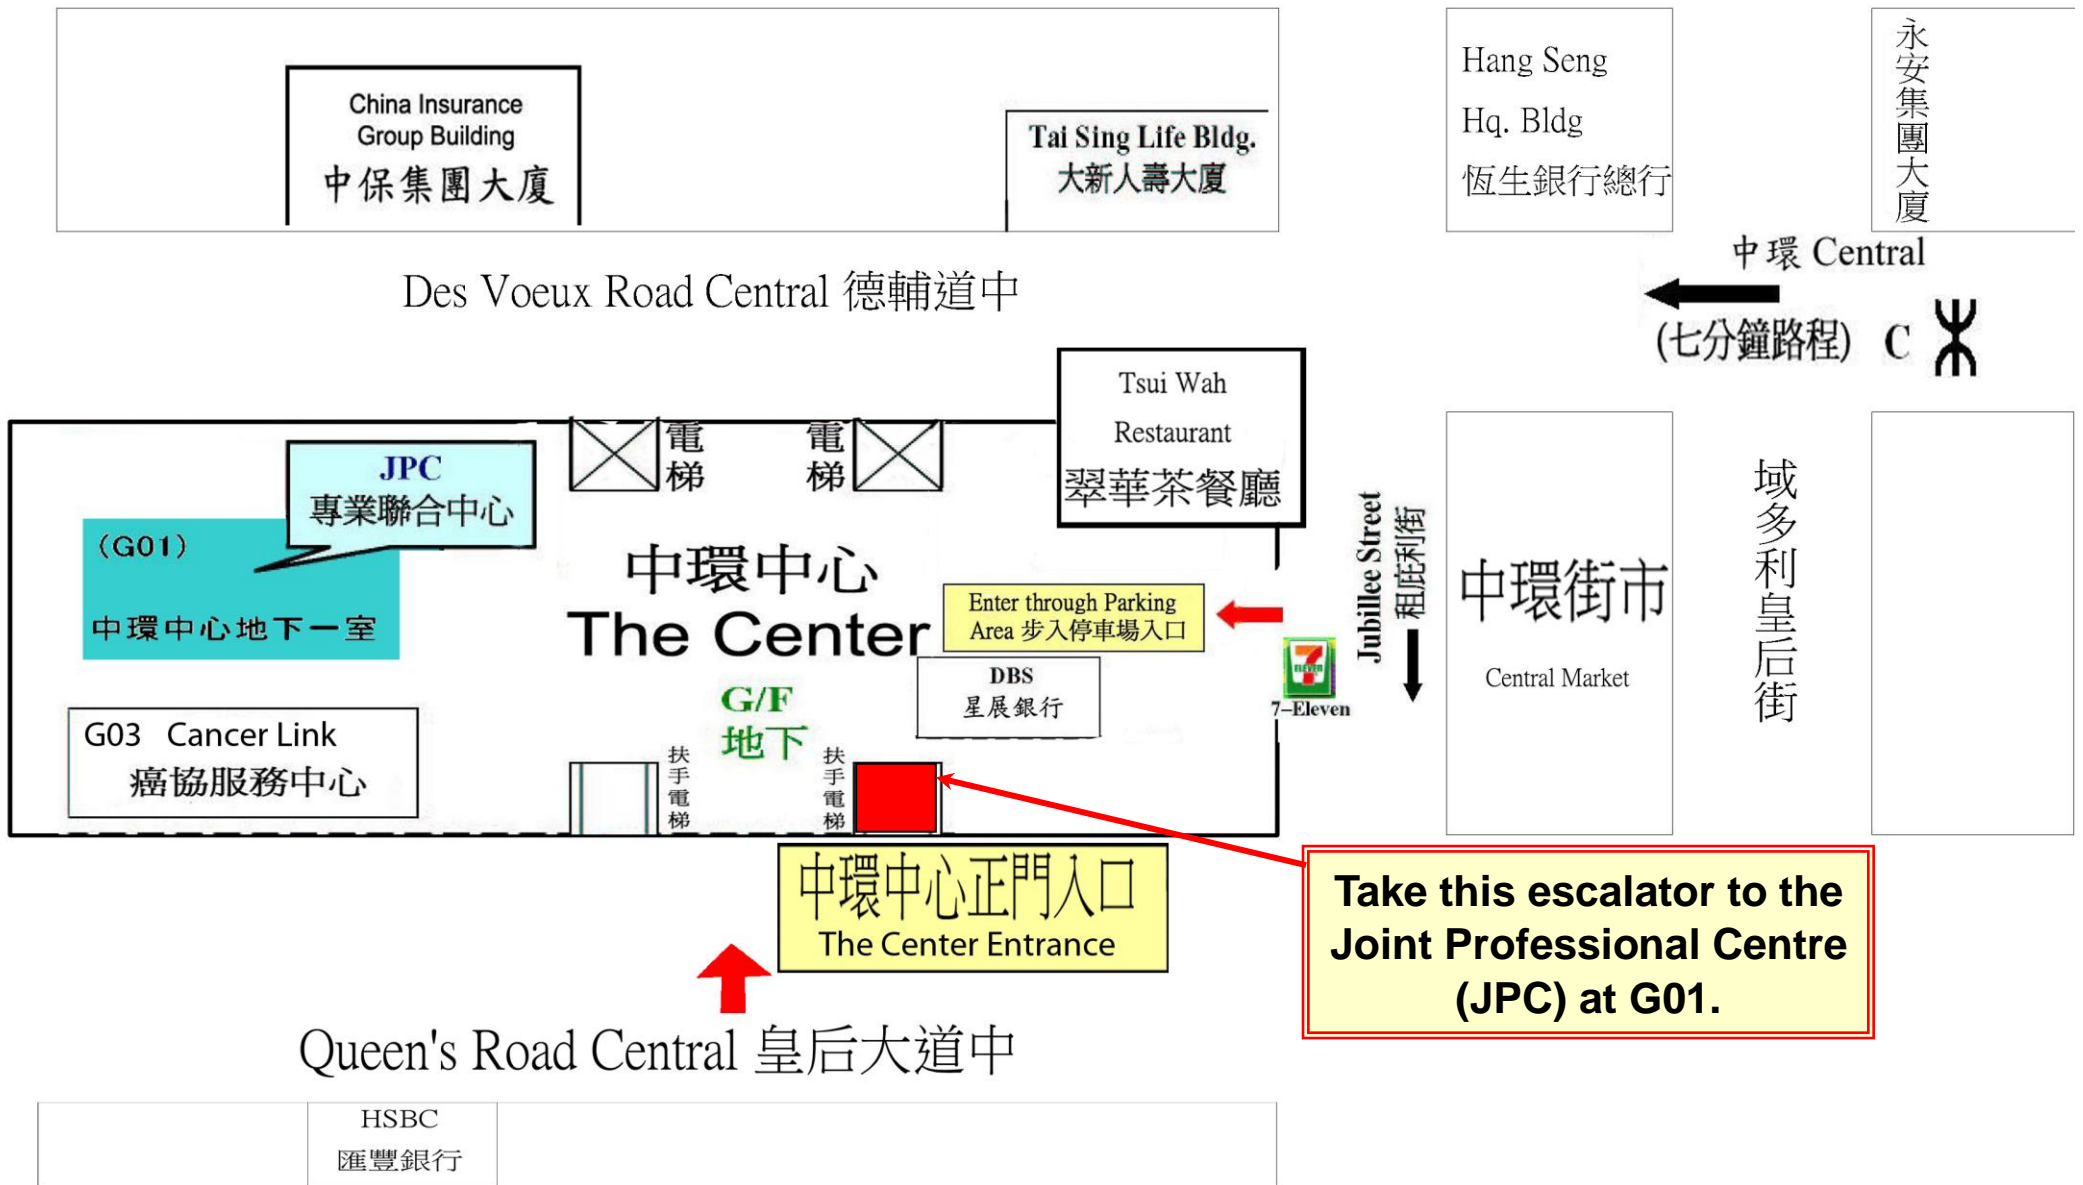 China Insurance
Group Building
中保集團大廈
Tai Sing Life Bldg.
大新人壽大廈
Hang Seng
Hq. Bldg
恆生銀行總行
永安集團大廈
Des Voeux Road Central 德輔道中
中環 Central
(七分鐘路程) C
Tsui Wah
Restaurant
翠華茶餐廳
電梯
電梯
JPC
專業聯合中心
(G01)
中環中心地下一室
中環中心
The Center
Enter through Parking
Area 步入停車場入口
DBS
星展銀行
G/F
地下
7 ELEVEN
7-Eleven
Jubillee Street
租庇利街
中環街市
Central Market
域多利皇后街
G03 Cancer Link
癌協服務中心
扶手電梯
扶手電梯
中環中心正門入口
The Center Entrance
Take this escalator to the
Joint Professional Centre
(JPC) at G01.
Queen's Road Central 皇后大道中
HSBC
匯豐銀行